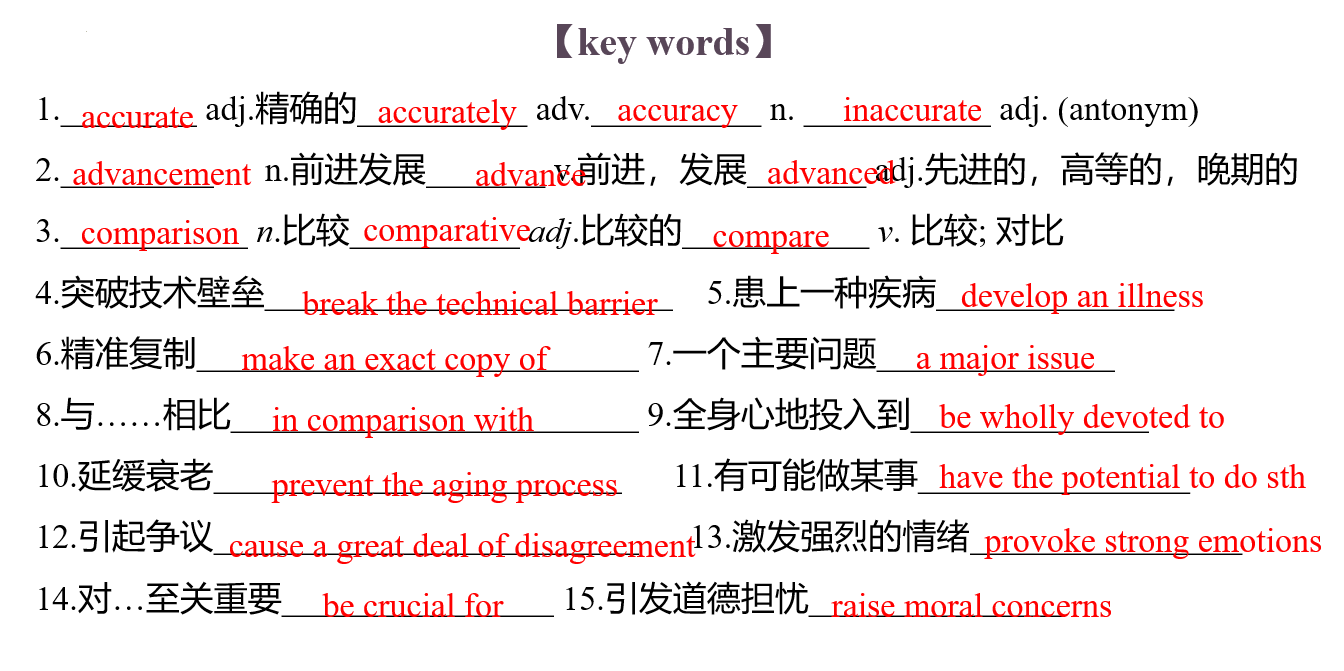 【key words】
1. accurate adj.精确的 accurately adv. accuracy n. inaccurate adj. (antonym)
2. advancement n.前进发展 advance v.前进，发展 advanced adj.先进的，高等的，晚期的
3. comparison n.比较 comparative adj.比较的 compare v. 比较; 对比
4.突破技术壁垒 break the technical barrier 5.患上一种疾病 develop an illness
6.精准复制 make an exact copy of 7.一个主要问题 a major issue
8.与……相比 in comparison with 9.全身心地投入到 be wholly devoted to
10.延缓衰老 prevent the aging process 11.有可能做某事 have the potential to do sth
12.引起争议 cause a great deal of disagreement 13.激发强烈的情绪 provoke strong emotions
14.对…至关重要 be crucial for 15.引发道德担忧 raise moral concerns